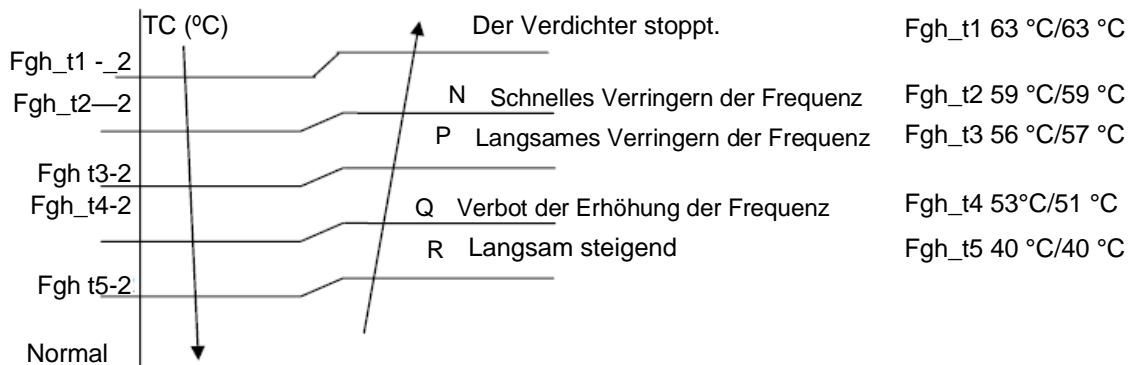 TC (ºC)
Der Verdichter stoppt.
Fgh_t1 63 °C/63 °C
Fgh_t1 -_2
Fgh_t2—2
N Schnelles Verringern der Frequenz
Fgh_t2 59 °C/59 °C
P Langsames Verringern der Frequenz
Fgh_t3 56 °C/57 °C
Fgh t3-2
Fgh_t4-2
Q Verbot der Erhöhung der Frequenz
Fgh_t4 53°C/51 °C
R Langsam steigend
Fgh_t5 40 °C/40 °C
Fgh t5-2
Normal